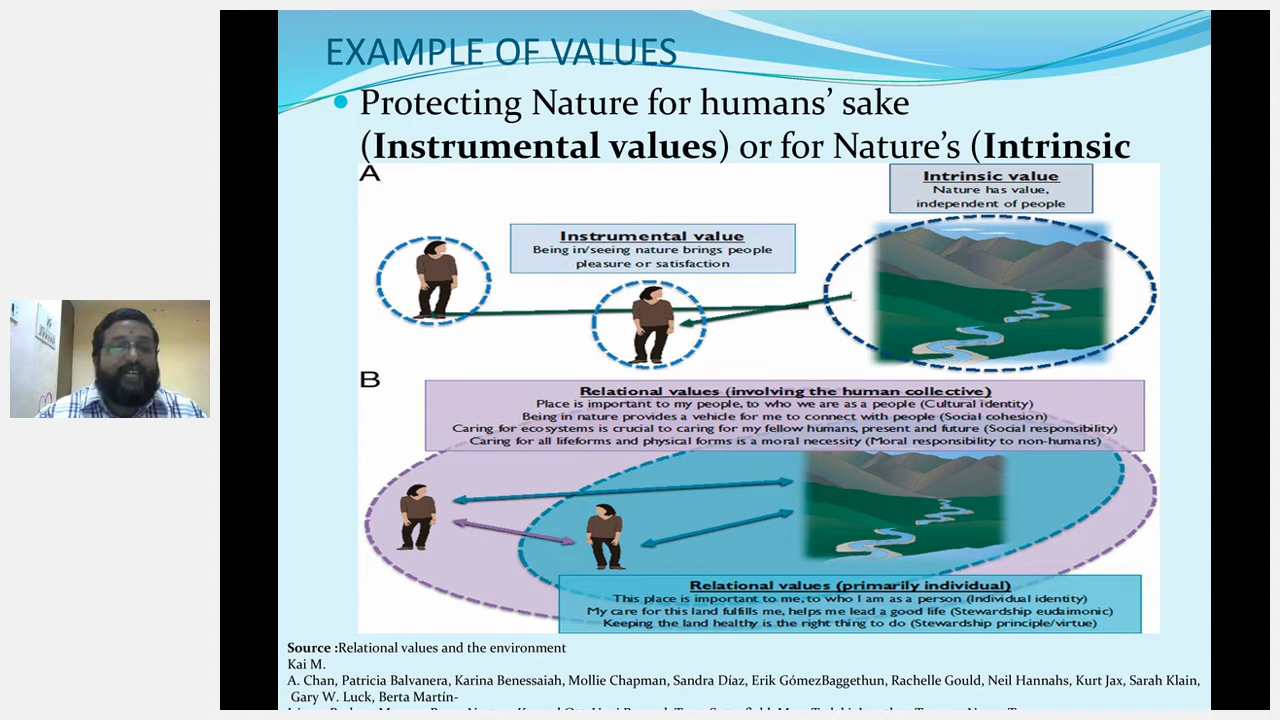 EXAMPLE OF VALUES
• Protecting Nature for humans’ sake
(Instrumental values) or for Nature’s (Intrinsic
A
Intrinsic value
Nature has value,
independent of people
Instrumental value
Being in/seeing nature brings people
pleasure or satisfaction
B
Relational values (involving the human collective)
Place is important to my people, to who we are as a people (Cultural identity)
Being in nature provides a vehicle for me to connect with people (Social cohesion)
Caring for ecosystems is crucial to caring for my fellow humans, present and future (Social responsibility)
Caring for all lifeforms and physical forms is a moral necessity (Moral responsibility to non-humans)
Relational values (primarily individual)
This place is important to me, to who I am as a person (Individual identity)
My care for this land fulfills me, helps me lead a good life (Stewardship eudaimonic)
Keeping the land healthy is the right thing to do (Stewardship principle/virtue)
Source :Relational values and the environment
Kai M.
A. Chan, Patricia Balvanera, Karina Benessaiah, Mollie Chapman, Sandra Díaz, Erik GómezBaggethun, Rachelle Gould, Neil Hannahs, Kurt Jax, Sarah Klain,
Gary W. Luck, Berta Martín-